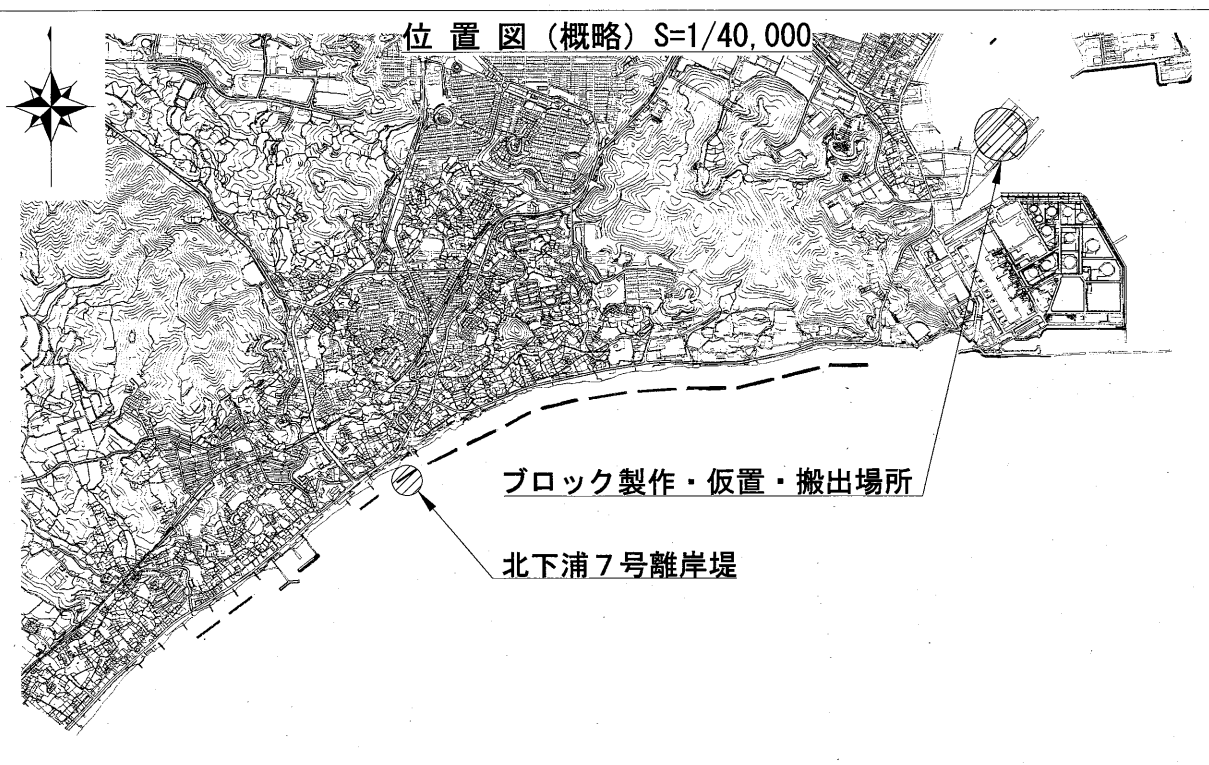 位 置 図 (概略) S=1/40,000
ブロック製作・仮置・搬出場所
北下浦7号離岸堤